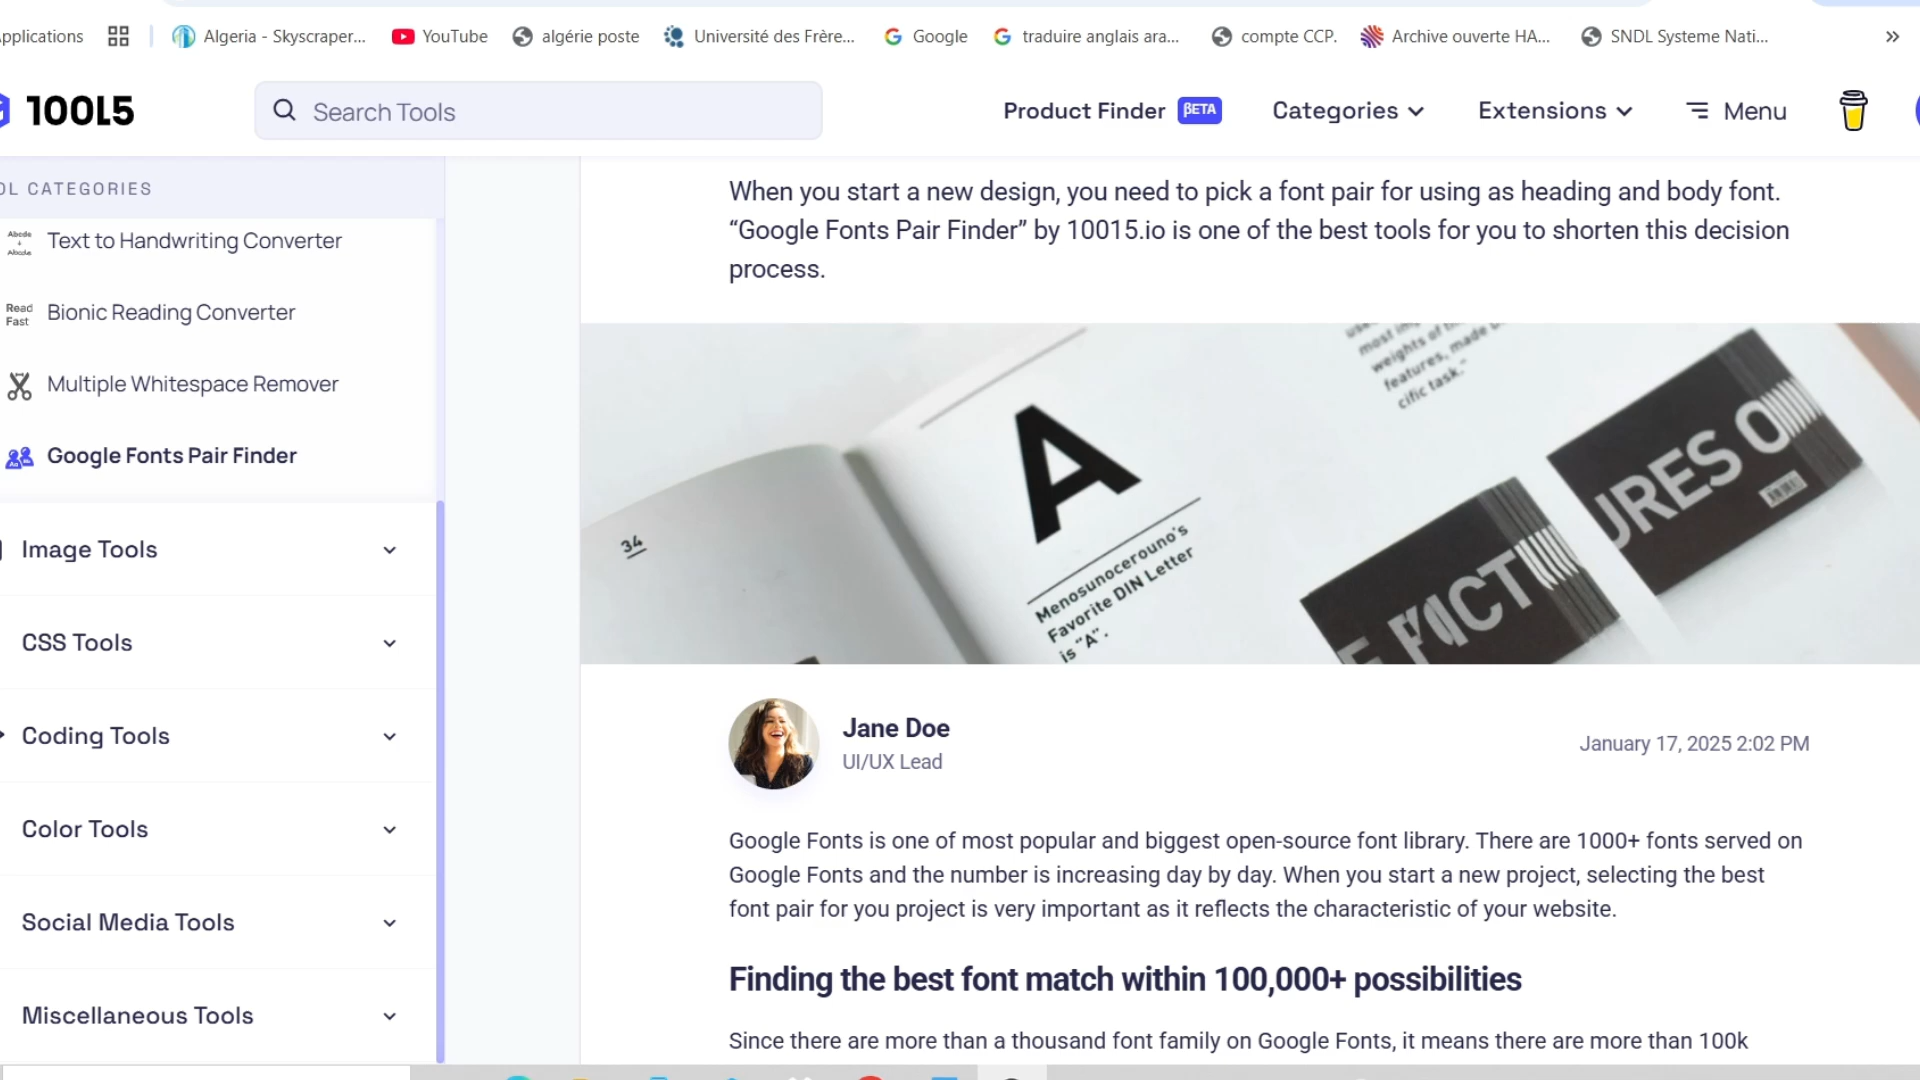 pplications
Algeria - Skyscraper...
YouTube
algérie poste
Université des Frère...
Google
traduire anglais ara...
compte CCP.
Archive ouverte HA...
SNDL Systeme Nati...
»
10015
Search Tools
Product Finder BETA
Categories
Extensions
Menu
OL CATEGORIES
Abcde
Abcde
Text to Handwriting Converter
Read
Fast
Bionic Reading Converter
Multiple Whitespace Remover
Google Fonts Pair Finder
Image Tools
CSS Tools
Coding Tools
Color Tools
Social Media Tools
Miscellaneous Tools
When you start a new design, you need to pick a font pair for using as heading and body font.
“Google Fonts Pair Finder” by 10015.io is one of the best tools for you to shorten this decision
process.
most im
weights of
features, made
cific task."
A
34
Menosunocerouno's
Favorite DIN Letter
is "A".
URES O
E FICT
Jane Doe
UI/UX Lead
January 17, 2025 2:02 PM
Google Fonts is one of most popular and biggest open-source font library. There are 1000+ fonts served on
Google Fonts and the number is increasing day by day. When you start a new project, selecting the best
font pair for you project is very important as it reflects the characteristic of your website.
Finding the best font match within 100,000+ possibilities
Since there are more than a thousand font family on Google Fonts, it means there are more than 100k